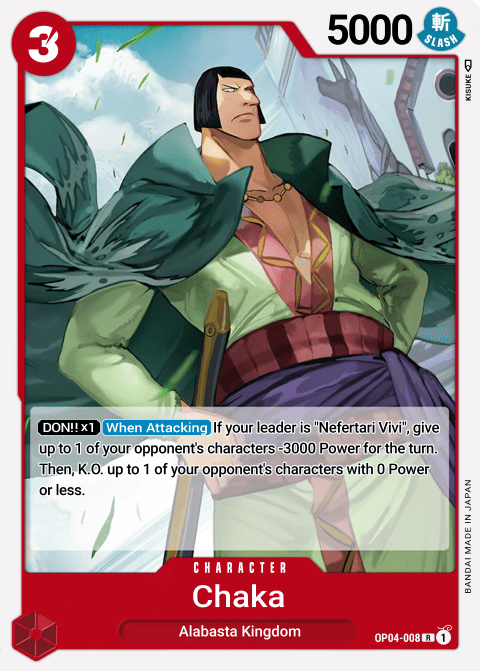 3
5000
斬
SLASH
KISUKE
DON!! x1 When Attacking If your leader is "Nefertari Vivi", give
up to 1 of your opponent's characters -3000 Power for the turn.
Then, K.O. up to 1 of your opponent's characters with 0 Power
or less.
BANDAI MADE IN JAPAN
CHARACTER
Chaka
Alabasta Kingdom
OP04-008 R 1